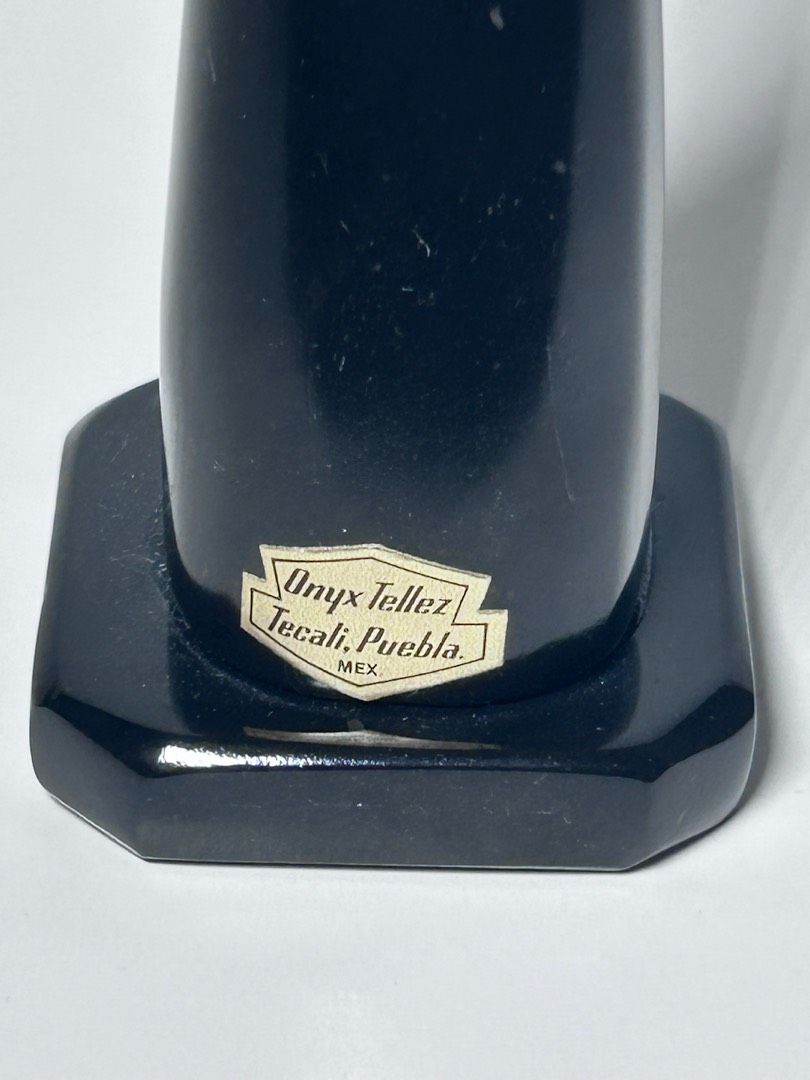 Onyx Tellez
Tecali, Puebla.
MEX.